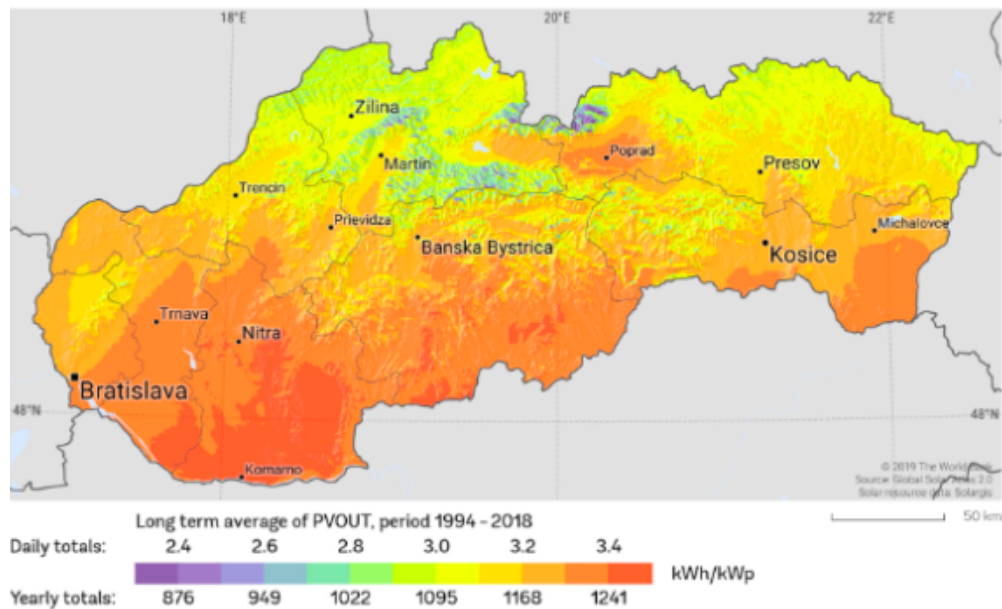 18°E 20°E 22°E
Zilina
Martin
Poprad
Presov
Trencin
Prievidza
Michalovce
Banska Bystrica
Kosice
Trnava
Nitra
Bratislava
48°N 48°N
Komarno
© 2019 The World Bank
Source: Global Solar Atlas 2.0
Solar resource data: Solargis
Long term average of PVOUT, period 1994 - 2018
50 km
Daily totals: 2.4 2.6 2.8 3.0 3.2 3.4
kWh/kWp
Yearly totals: 876 949 1022 1095 1168 1241